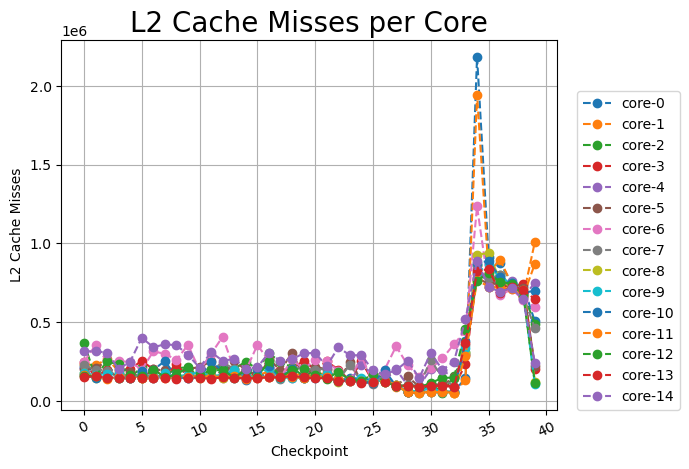 L2 Cache Misses per Core
1e6
2.0
1.5
1.0
0.5
0.0
L2 Cache Misses
0
5
10
15
20
25
30
35
40
Checkpoint
core-0
core-1
core-2
core-3
core-4
core-5
core-6
core-7
core-8
core-9
core-10
core-11
core-12
core-13
core-14